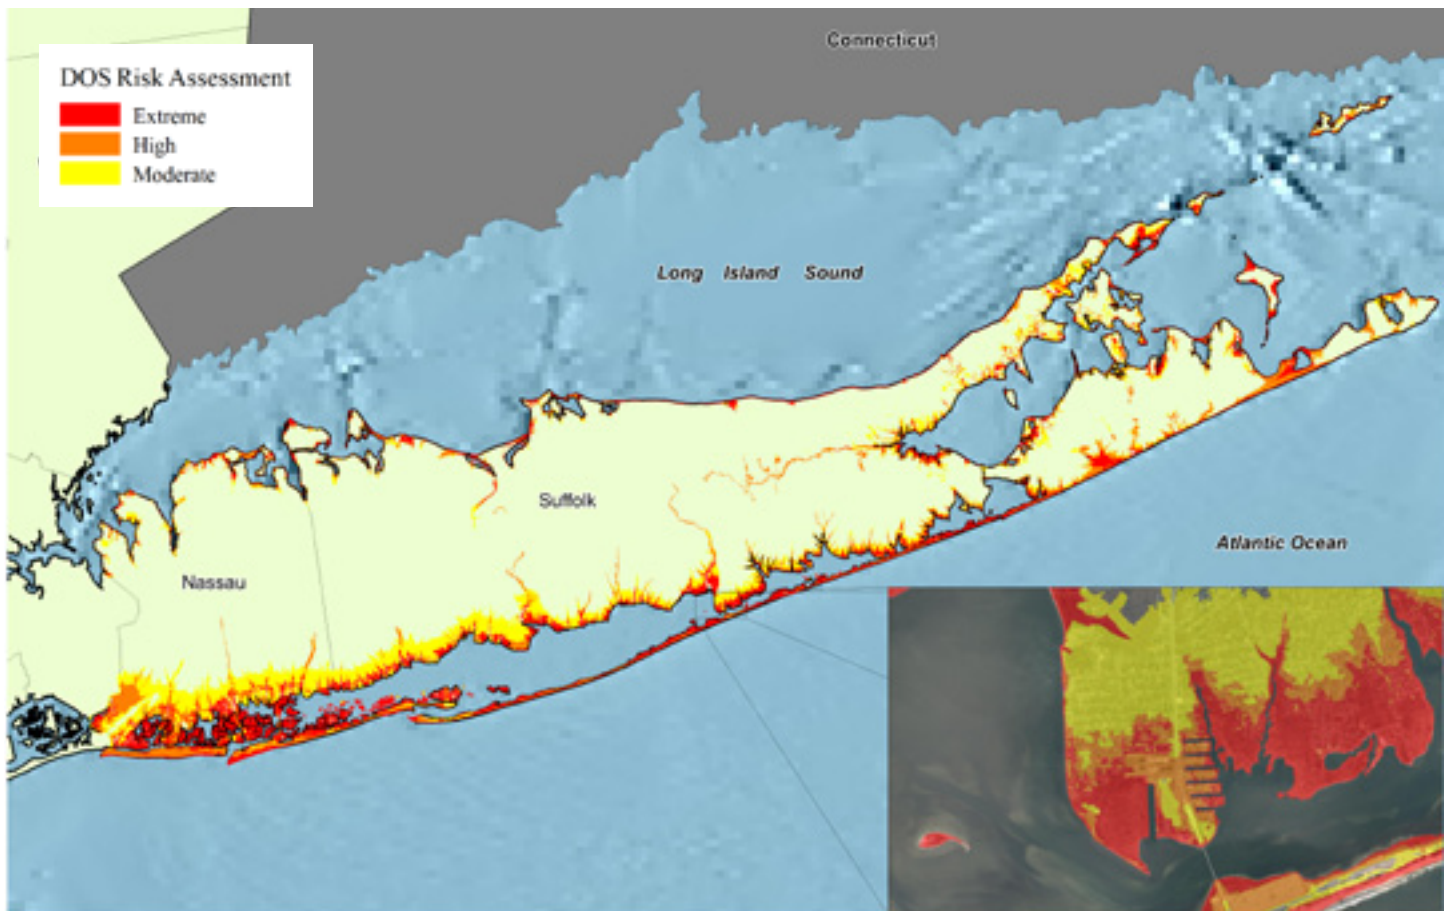 Connecticut
DOS Risk Assessment
Extreme
High
Moderate
Long Island Sound
Suffolk
Atlantic Ocean
Nassau